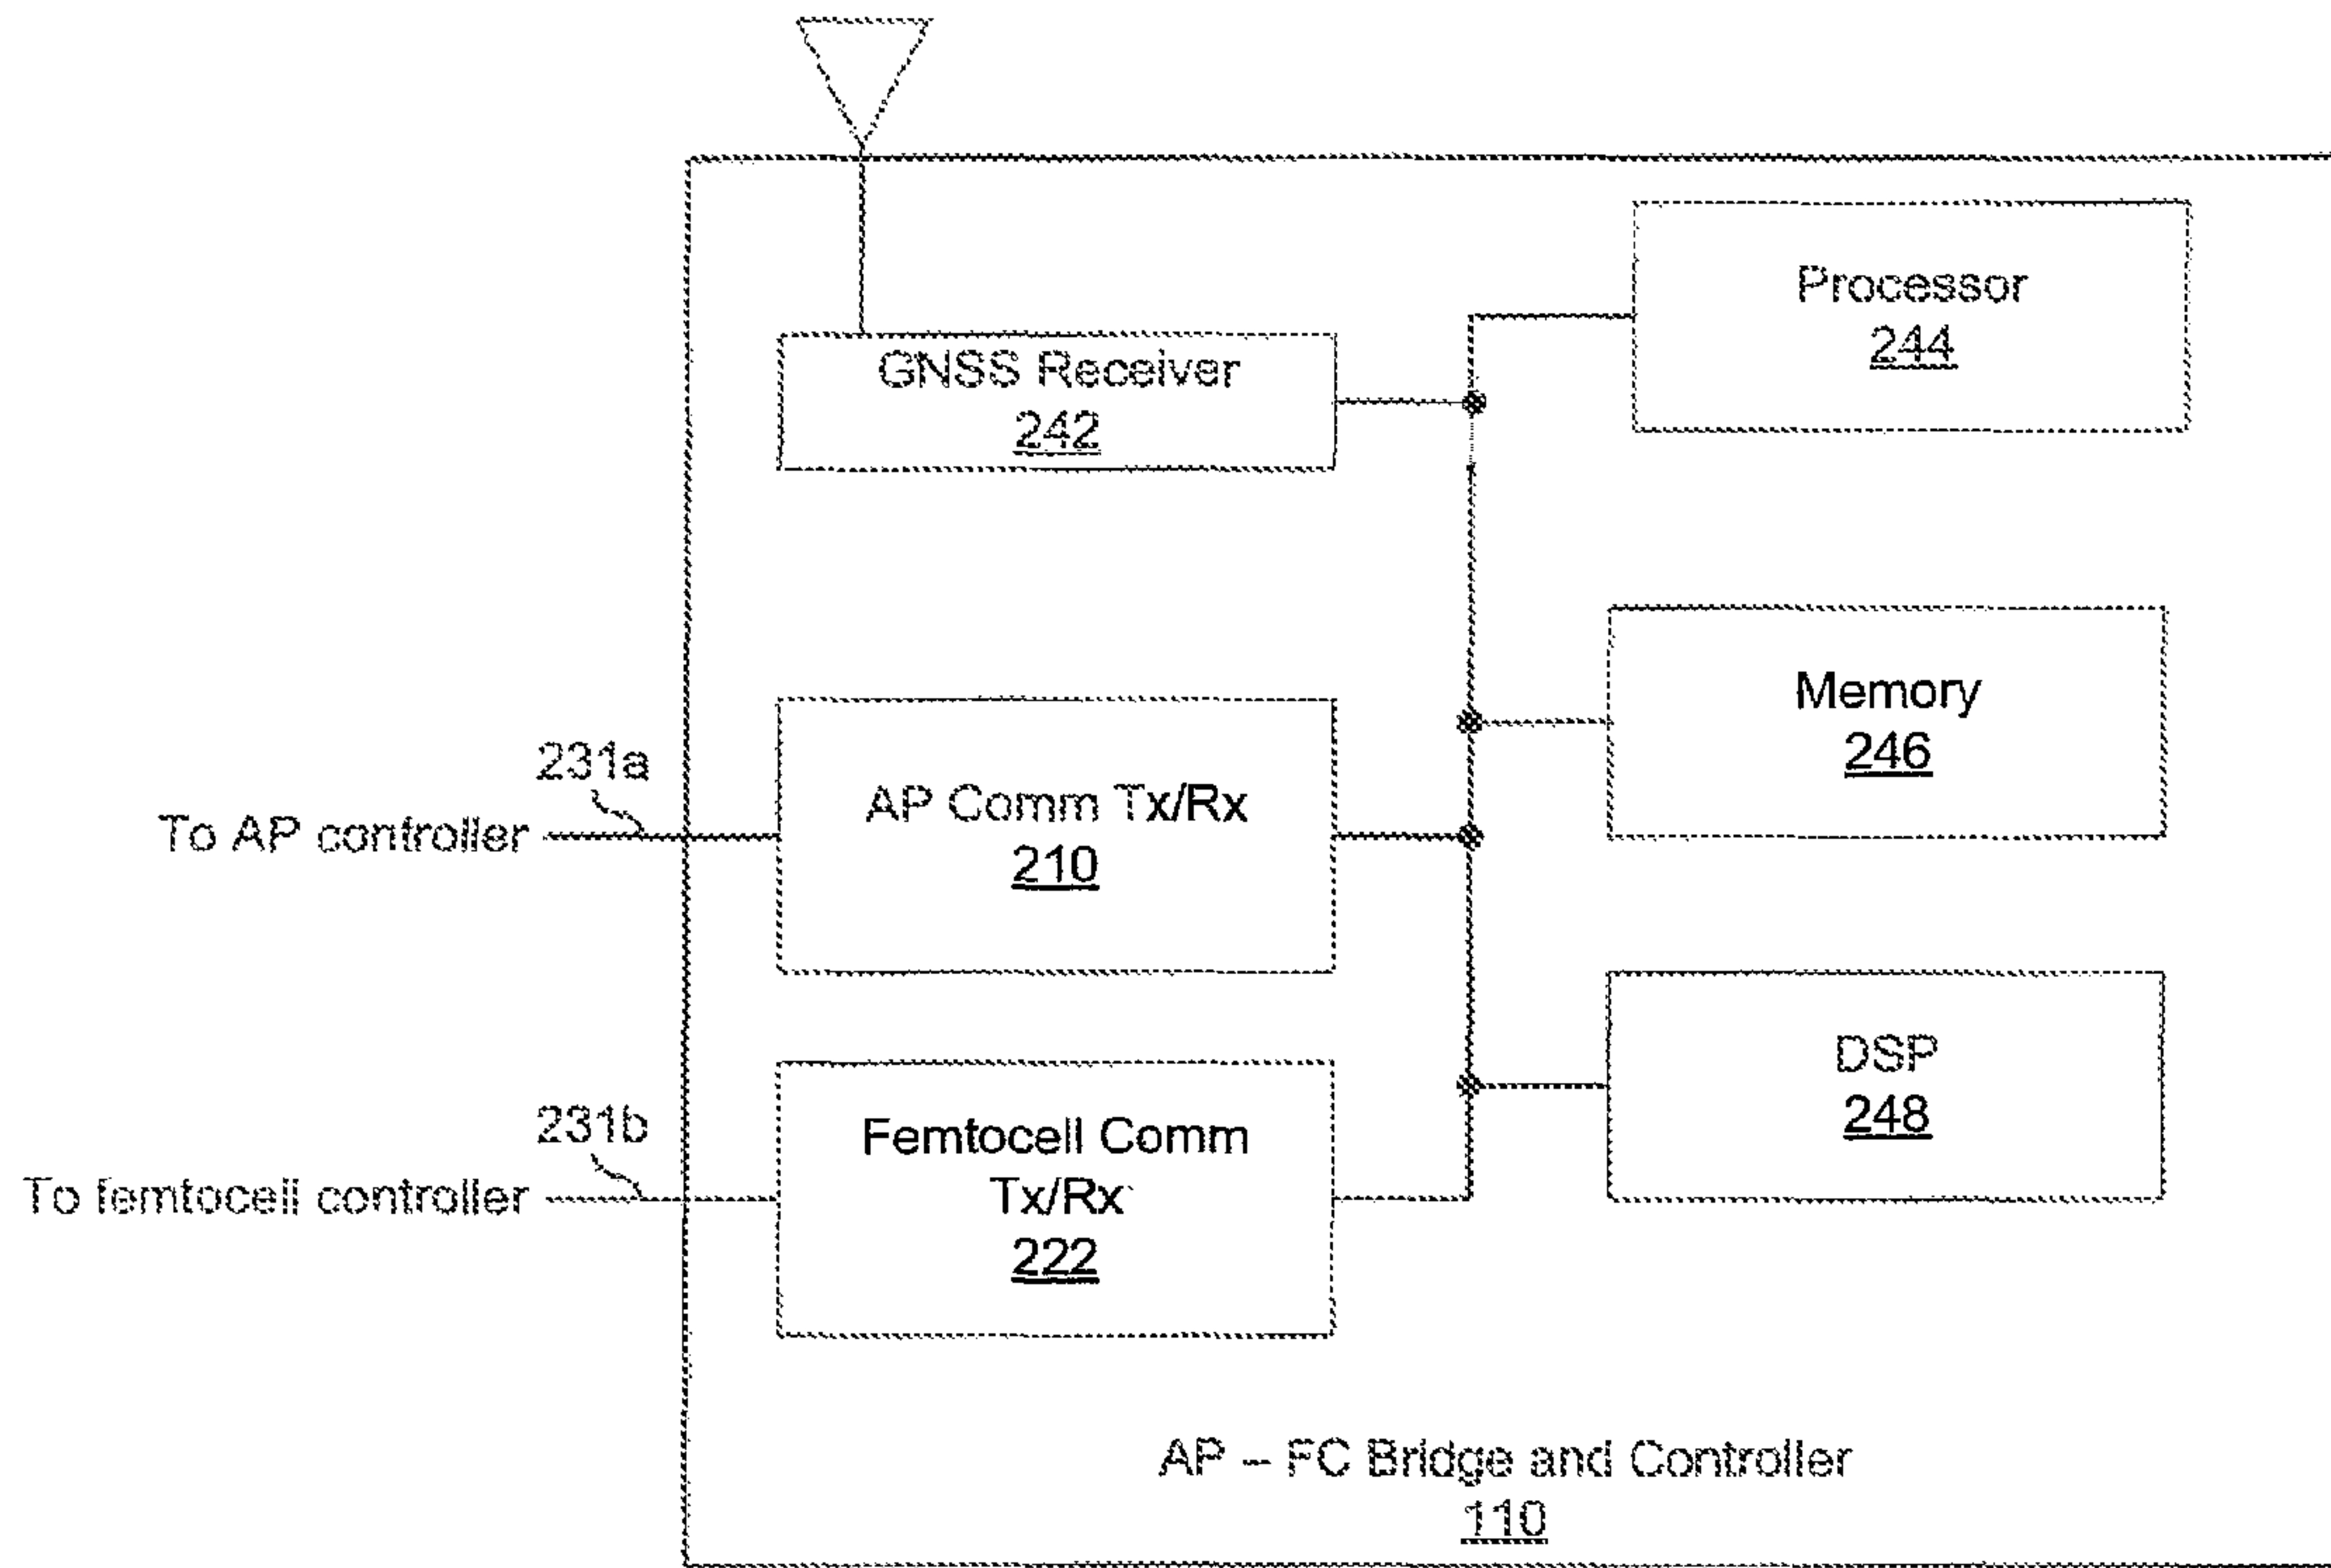 Processor
244
GNSS Receiver
242
Memory
246
231a
To AP controller
AP Comm Tx/Rx
210
DSP
248
231b
To femtocell controller
Femtocell Comm
Tx/Rx
222
AP – FC Bridge and Controller
110